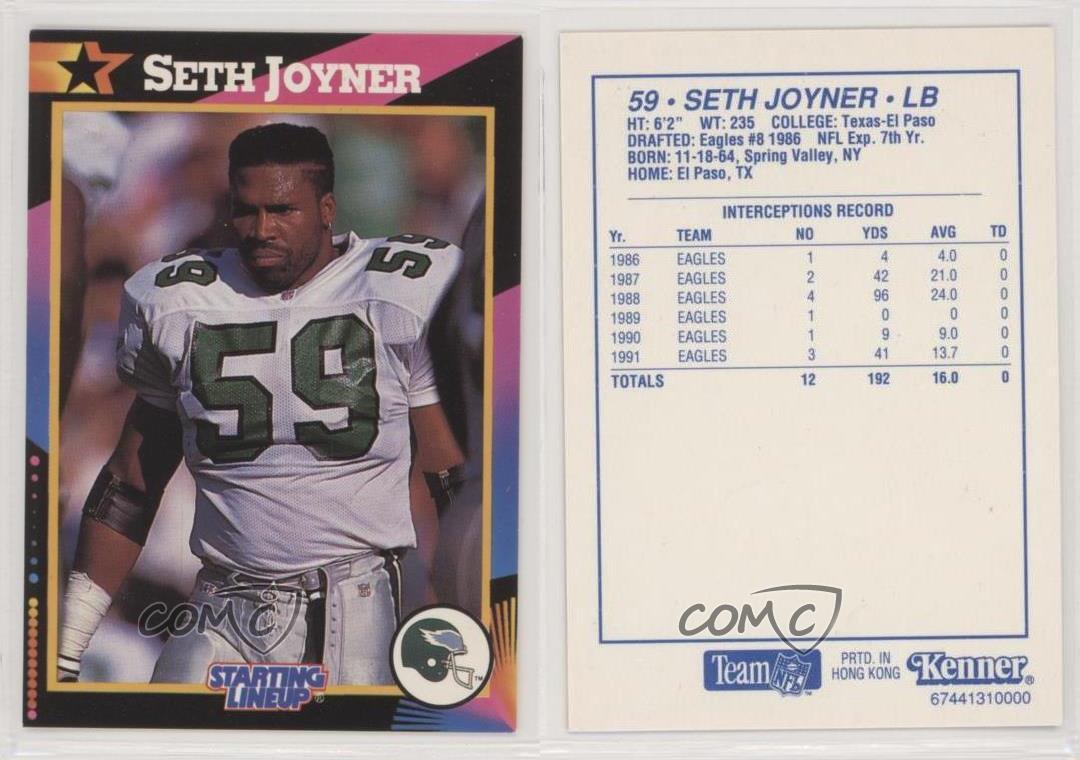 SETH JOYNER
59
59
59
COMC
STARTING
LINEUP®
™
59 • SETH JOYNER • LB
HT: 6'2" WT: 235 COLLEGE: Texas-El Paso
DRAFTED: Eagles #8 1986 NFL Exp. 7th Yr.
BORN: 11-18-64, Spring Valley, NY
HOME: El Paso, TX
INTERCEPTIONS RECORD
Yr. TEAM NO YDS AVG TD
1986 EAGLES 1 4 4.0 0
1987 EAGLES 2 42 21.0 0
1988 EAGLES 4 96 24.0 0
1989 EAGLES 1 0 0 0
1990 EAGLES 1 9 9.0 0
1991 EAGLES 3 41 13.7 0
TOTALS 12 192 16.0 0
COMC
Team NFL™
PRTD. IN
HONG KONG
Kenner®
67441310000